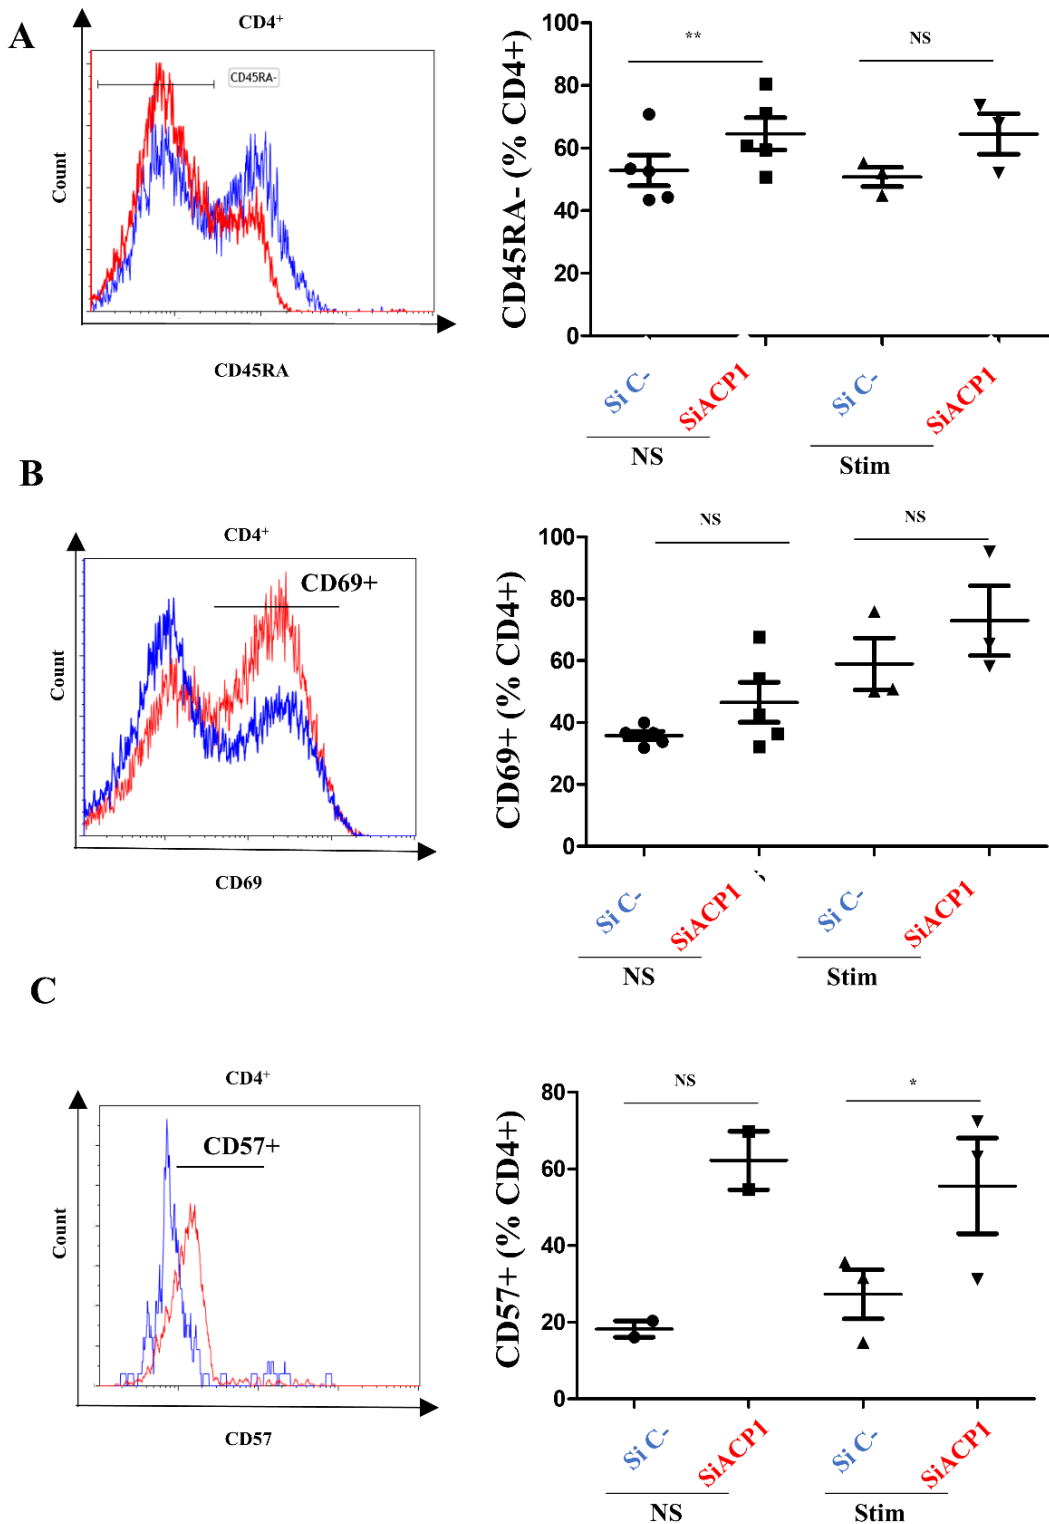 A
CD4+
CD45RA-
Count
CD45RA
CD45RA- (% CD4+)
100
80
60
40
20
0
**
NS
Si C-
SiACP1
Si C-
SiACP1
NS
Stim
B
CD4+
CD69+
Count
CD69
CD69+ (% CD4+)
100
80
60
40
20
0
NS
NS
Si C-
SiACP1
Si C-
SiACP1
NS
Stim
C
CD4+
CD57+
Count
CD57
CD57+ (% CD4+)
80
60
40
20
0
NS
*
Si C-
SiACP1
Si C-
SiACP1
NS
Stim